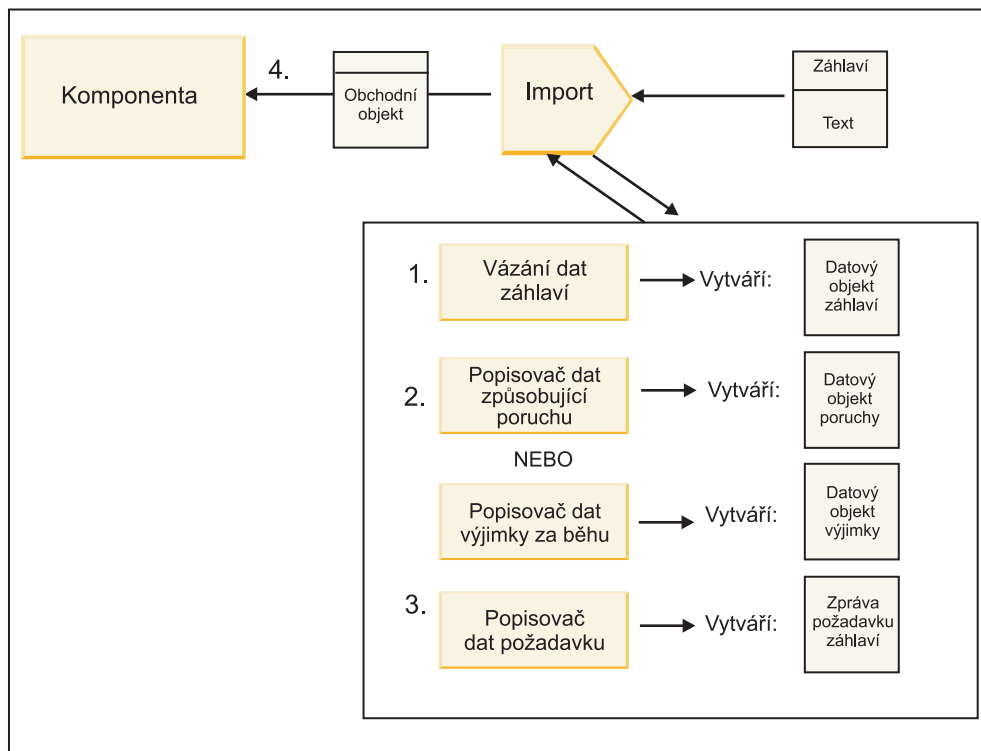 Komponenta
4.
Obchodní
objekt
Import
Záhlaví
Text
1.
Vázání dat
záhlaví
Vytváří:
Datový
objekt
záhlaví
2.
Popisovač dat
způsobující
poruchu
Vytváří:
Datový
objekt
poruchy
NEBO
Popisovač dat
výjimky za běhu
Vytváří:
Datový
objekt
výjimky
3.
Popisovač
dat požadavku
Vytváří:
Zpráva
požadavku
záhlaví